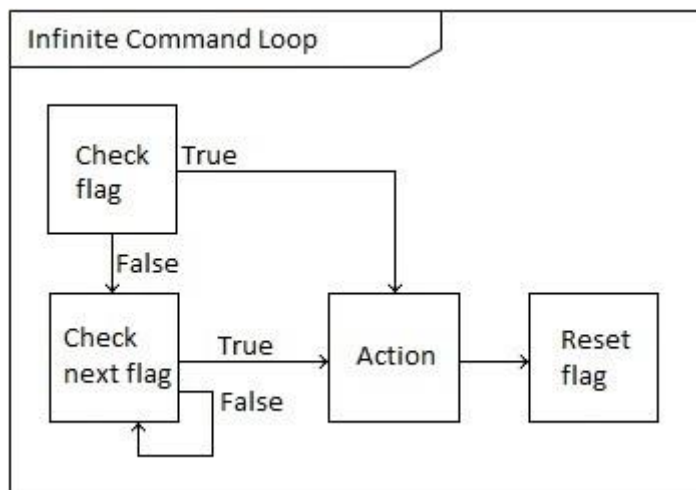 Infinite Command Loop
Check
flag
True
False
Check
next flag
True
False
Action
Reset
flag